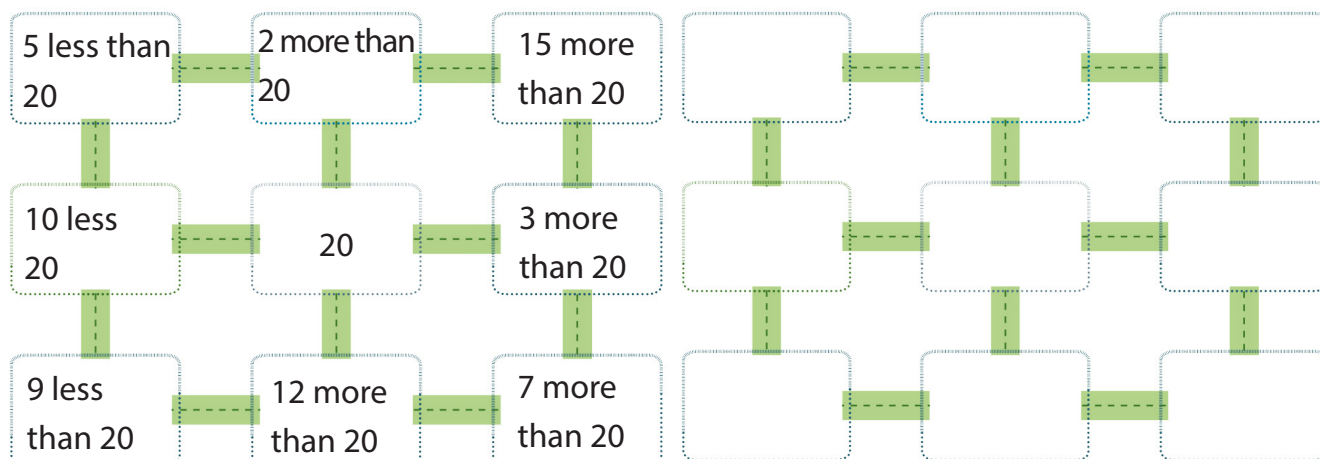 5 less than
20
2 more than
20
15 more
than 20
10 less
20
20
3 more
than 20
9 less
than 20
12 more
than 20
7 more
than 20